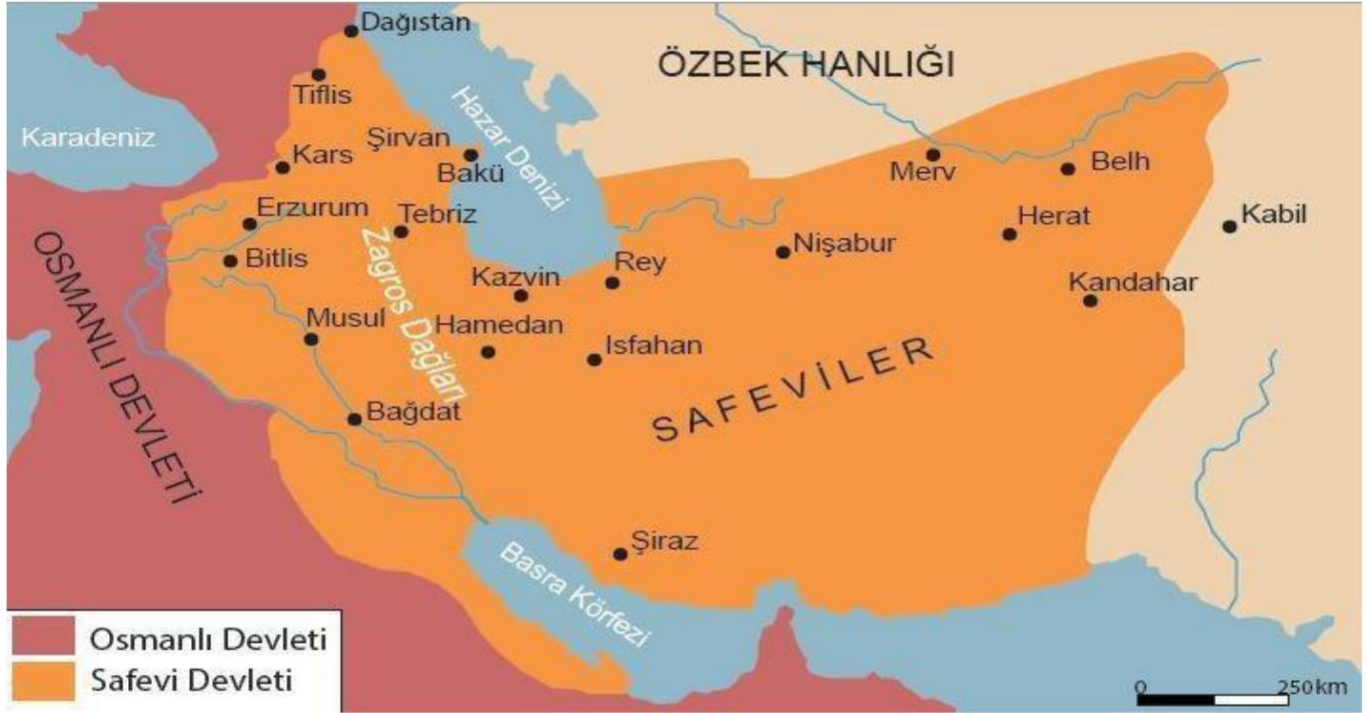 Dağıstan
ÖZBEK HANLIĞI
Tiflis
Hazar Denizi
Karadeniz
Şirvan
Kars
Bakü
Merv
Belh
Erzurum
Tebriz
Herat
Kabil
OSMANLI DEVLETİ
Bitlis
Zagros Dağları
Nişabur
Rey
Kazvin
Kandahar
Musul
Hamedan
Isfahan
SAFEVİLER
Bağdat
Şiraz
Basra Körfezi
Osmanlı Devleti
Safevi Devleti
0 250 km